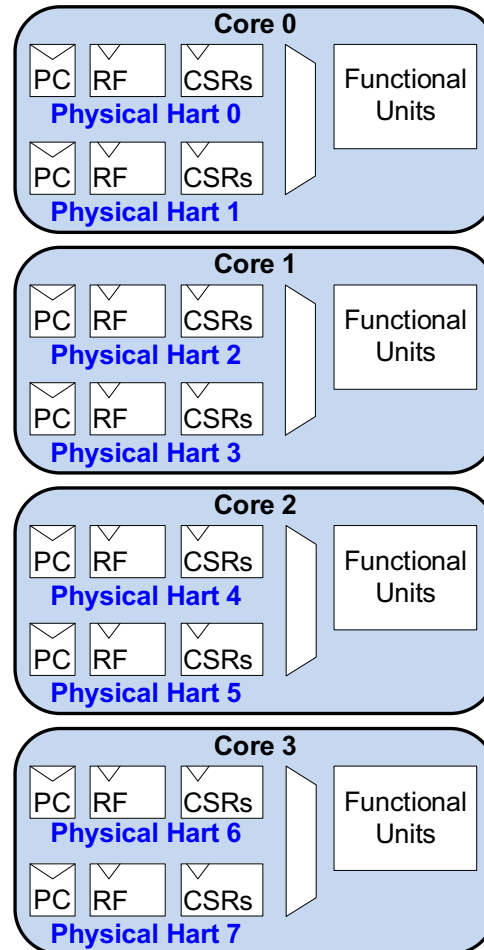 Core 0
PC RF CSRs
Functional
Units
Physical Hart 0
PC RF CSRs
Physical Hart 1
Core 1
PC RF CSRs
Functional
Units
Physical Hart 2
PC RF CSRs
Physical Hart 3
Core 2
PC RF CSRs
Functional
Units
Physical Hart 4
PC RF CSRs
Physical Hart 5
Core 3
PC RF CSRs
Functional
Units
Physical Hart 6
PC RF CSRs
Physical Hart 7